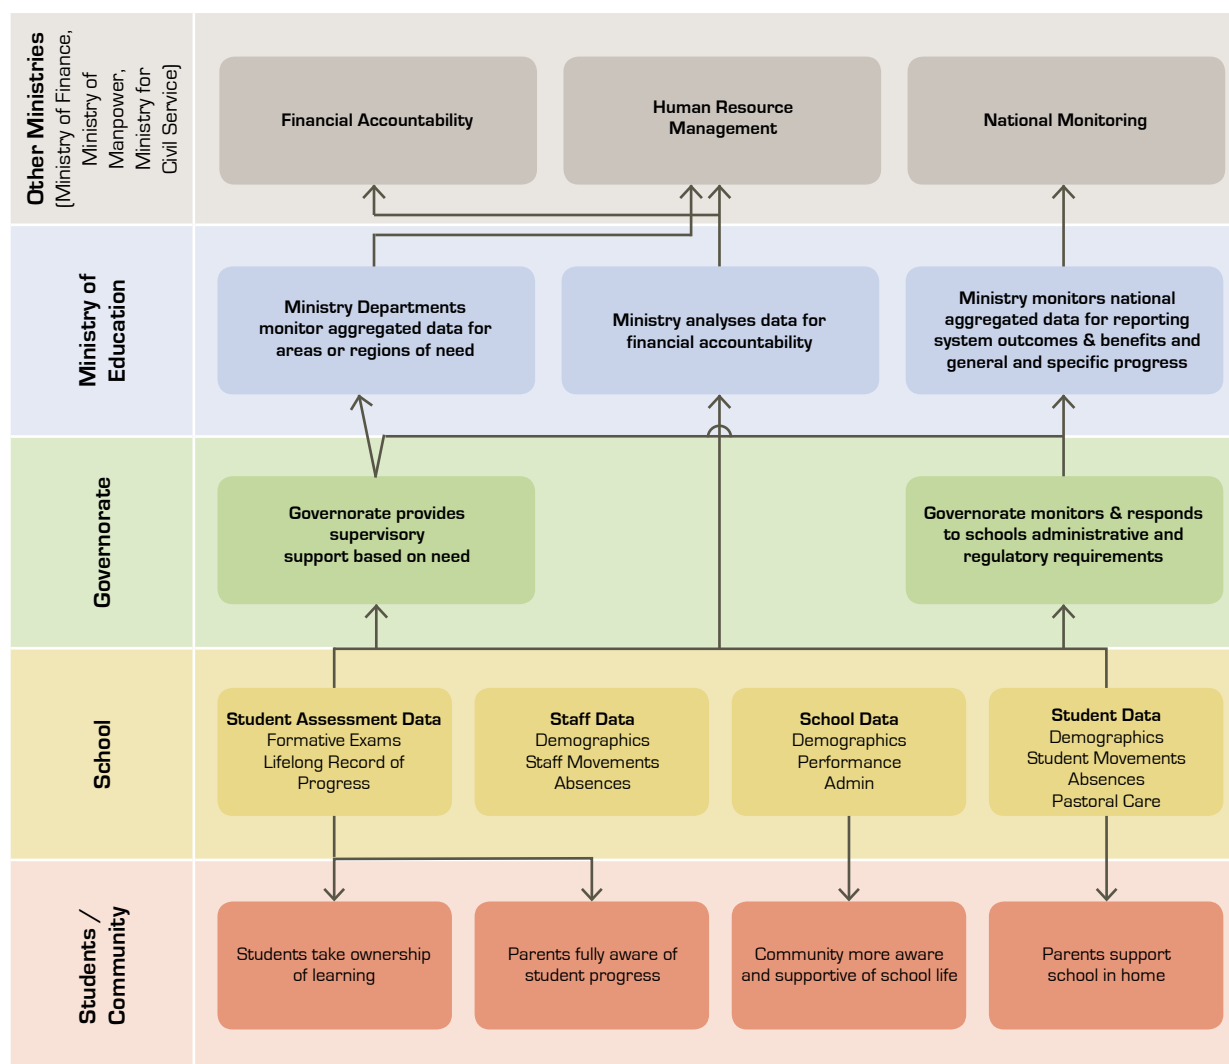 Other Ministries
(Ministry of Finance,
Ministry of
Manpower,
Ministry for
Civil Service)
Financial Accountability
Human Resource
Management
National Monitoring
Ministry of
Education
Ministry Departments
monitor aggregated data for
areas or regions of need
Ministry analyses data for
financial accountability
Ministry monitors national
aggregated data for reporting
system outcomes & benefits and
general and specific progress
Governorate
Governorate provides
supervisory
support based on need
Governorate monitors & responds
to schools administrative and
regulatory requirements
School
Student Assessment Data
Formative Exams
Lifelong Record of
Progress
Staff Data
Demographics
Staff Movements
Absences
School Data
Demographics
Performance
Admin
Student Data
Demographics
Student Movements
Absences
Pastoral Care
Students /
Community
Students take ownership
of learning
Parents fully aware of
student progress
Community more aware
and supportive of school life
Parents support
school in home